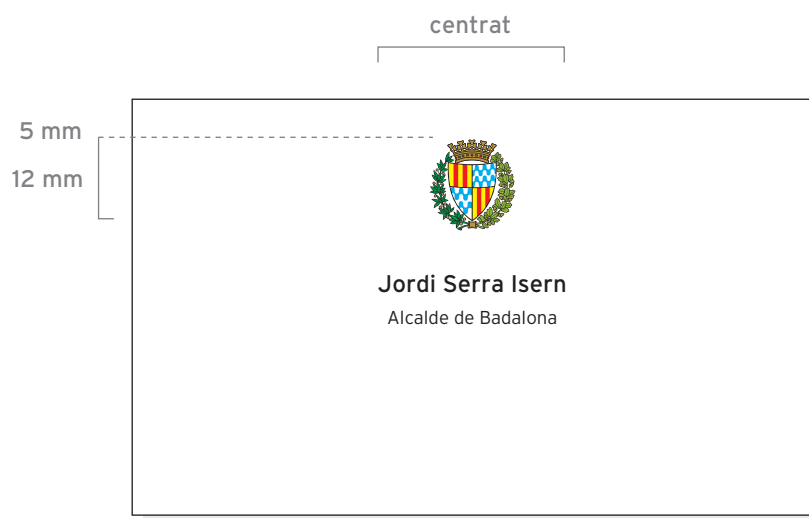 centrat
5 mm
12 mm
Jordi Serra Isern
Alcalde de Badalona